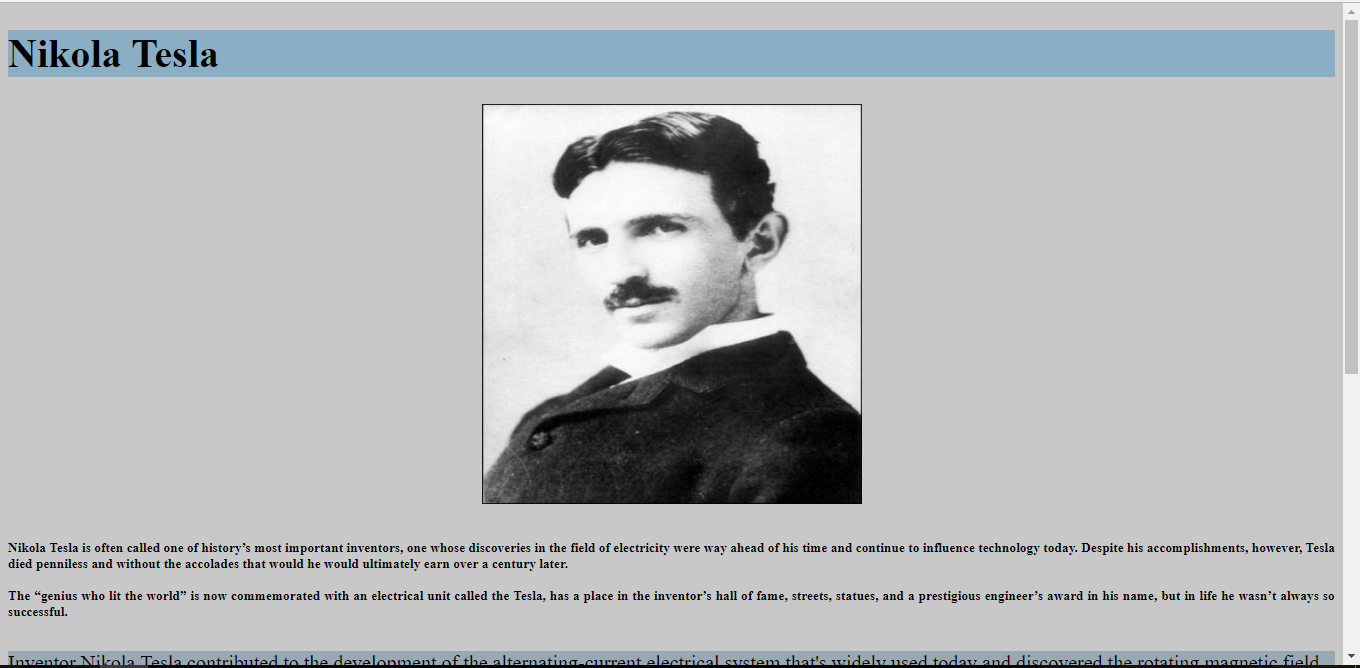 Nikola Tesla
Nikola Tesla is often called one of history’s most important inventors, one whose discoveries in the field of electricity were way ahead of his time and continue to influence technology today. Despite his accomplishments, however, Tesla
died penniless and without the accolades that would he would ultimately earn over a century later.
The “genius who lit the world” is now commemorated with an electrical unit called the Tesla, has a place in the inventor’s hall of fame, streets, statues, and a prestigious engineer’s award in his name, but in life he wasn’t always so
successful.
Inventor Nikola Tesla contributed to the development of the alternating-current electrical system that's widely used today and discovered the rotating magnetic field